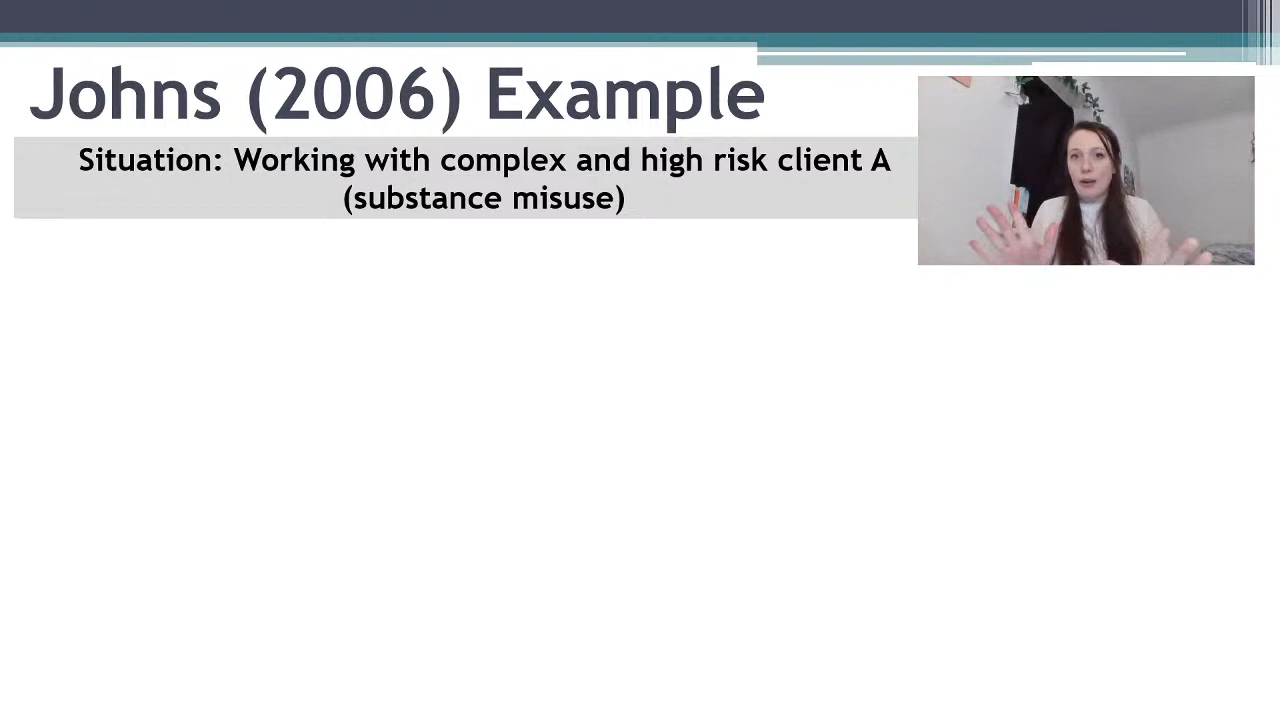 Johns (2006) Example
Situation: Working with complex and high risk client A
(substance misuse)